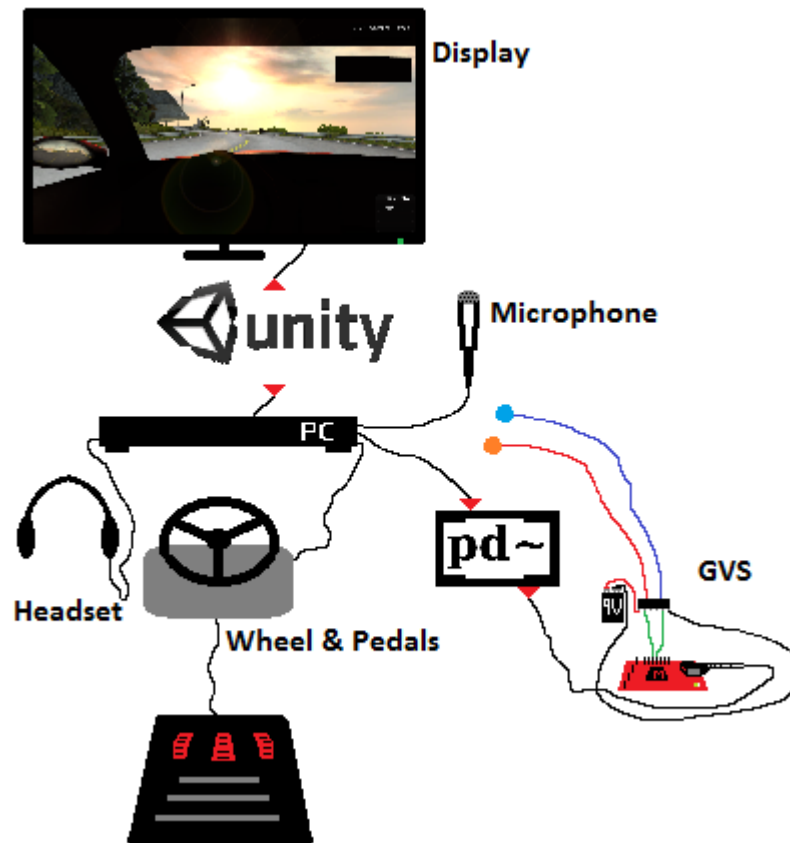 Display
unity
Microphone
PC
pd~
GVS
9V
Headset
Wheel & Pedals